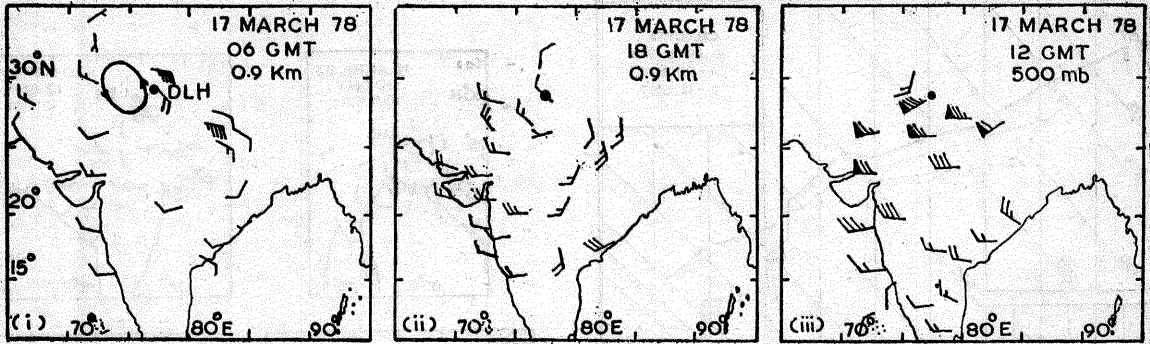 17 MARCH 78
06 GMT
0.9 Km
30°N
DLH
20°
15°
(i)
70°
80°E
90°
17 MARCH 78
18 GMT
0.9 Km
(ii)
70°
80°E
90°
17 MARCH 78
12 GMT
500 mb
(iii)
70°
80°E
90°